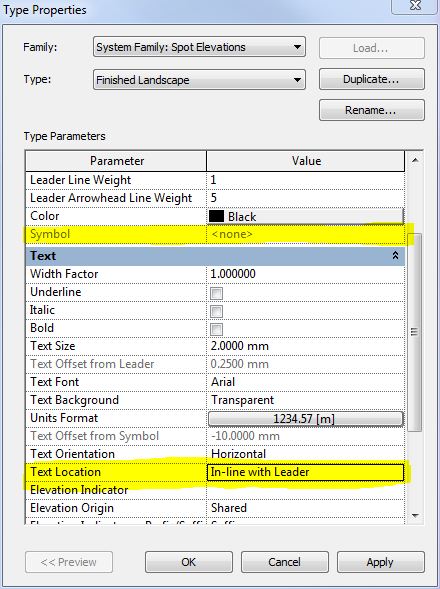 Type Properties
Family: System Family: Spot Elevations Load...
Type: Finished Landscape Duplicate...
Rename...
Type Parameters
Parameter Value
Leader Line Weight 1
Leader Arrowhead Line Weight 5
Color Black
Symbol <none>
Text
Width Factor 1.000000
Underline
Italic
Bold
Text Size 2.0000 mm
Text Offset from Leader 0.2500 mm
Text Font Arial
Text Background Transparent
Units Format 1234.57 [m]
Text Offset from Symbol -10.0000 mm
Text Orientation Horizontal
Text Location In-line with Leader
Elevation Indicator
Elevation Origin Shared
<< Preview OK Cancel Apply